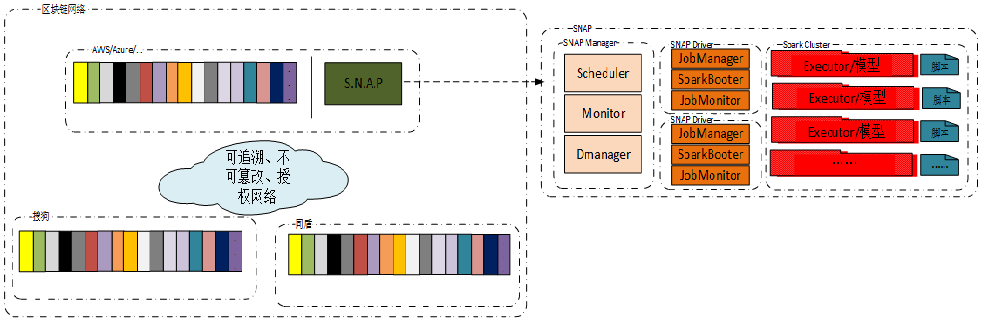 区块链网络
AWS/Azure/...
S.N.A.P
可追溯、不
可篡改、授
权网络
搜狗
同盾
SNAP
SNAP Manager
Scheduler
Monitor
Dmanager
SNAP Driver
JobManager
SparkBooter
JobMonitor
SNAP Driver
JobManager
SparkBooter
JobMonitor
Spark Cluster
Executor/模型
脚本
Executor/模型
脚本
Executor/模型
脚本
......
......